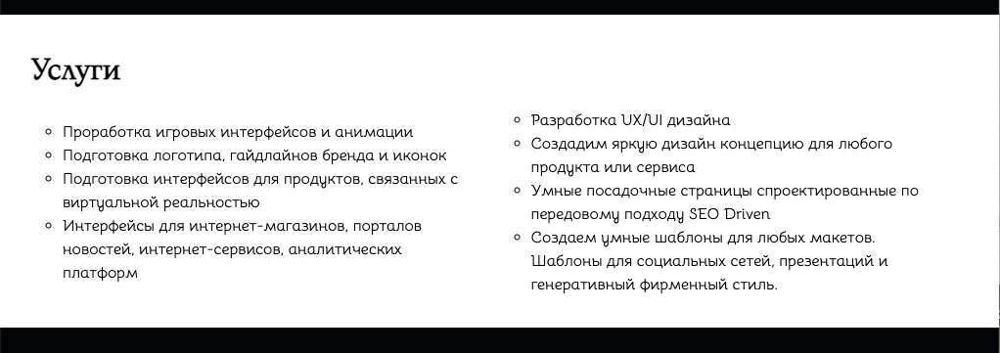 Услуги
Проработка игровых интерфейсов и анимации
Подготовка логотипа, гайдлайнов бренда и иконок
Подготовка интерфейсов для продуктов, связанных с
виртуальной реальностью
Интерфейсы для интернет-магазинов, порталов
новостей, интернет-сервисов, аналитических
платформ
Разработка UX/UI дизайна
Создадим яркую дизайн концепцию для любого
продукта или сервиса
Умные посадочные страницы спроектированные по
передовому подходу SEO Driven
Создаем умные шаблоны для любых макетов.
Шаблоны для социальных сетей, презентаций и
генеративный фирменный стиль.